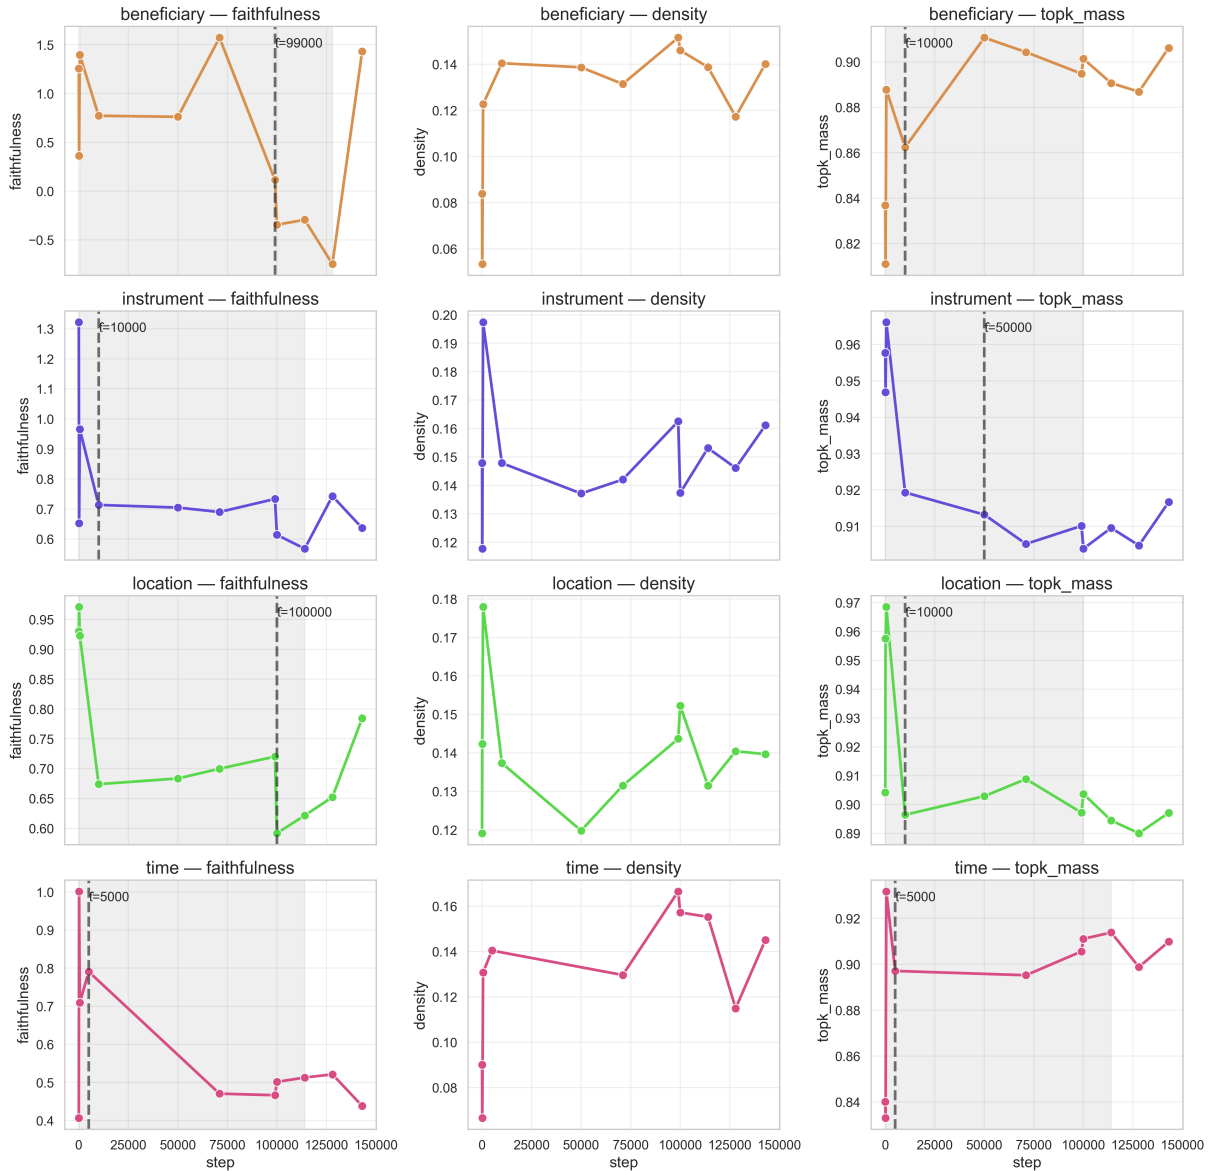 beneficiary — faithfulness
beneficiary — density
beneficiary — topk_mass
1.5
1.0
0.5
0.0
−0.5
faithfulness
t̂=99000
0.14
0.12
0.10
0.08
0.06
density
0.90
0.88
0.86
0.84
0.82
topk_mass
t̂=10000
instrument — faithfulness
instrument — density
instrument — topk_mass
1.3
1.2
1.1
1.0
0.9
0.8
0.7
0.6
faithfulness
t̂=10000
0.20
0.19
0.18
0.17
0.16
0.15
0.14
0.13
0.12
density
0.96
0.95
0.94
0.93
0.92
0.91
topk_mass
t̂=50000
location — faithfulness
location — density
location — topk_mass
0.95
0.90
0.85
0.80
0.75
0.70
0.65
0.60
faithfulness
t̂=100000
0.18
0.17
0.16
0.15
0.14
0.13
0.12
density
0.97
0.96
0.95
0.94
0.93
0.92
0.91
0.90
0.89
topk_mass
t̂=10000
time — faithfulness
time — density
time — topk_mass
1.0
0.9
0.8
0.7
0.6
0.5
0.4
faithfulness
t̂=5000
0.16
0.14
0.12
0.10
0.08
density
0.92
0.90
0.88
0.86
0.84
topk_mass
t̂=5000
0 25000 50000 75000 100000 125000 150000
0 25000 50000 75000 100000 125000 150000
0 25000 50000 75000 100000 125000 150000
step
step
step